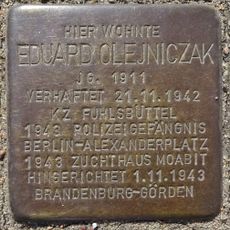 HIER WOHNTE
EDUARD OLEJNICZAK
JG. 1911
VERHAFTET 21.11.1942
KZ FUHLSBÜTTEL
1943 POLIZEIGEFÄNGNIS
BERLIN-ALEXANDERPLATZ
1943 ZUCHTHAUS MOABIT
HINGERICHTET 1.11.1943
BRANDENBURG-GÖRDEN